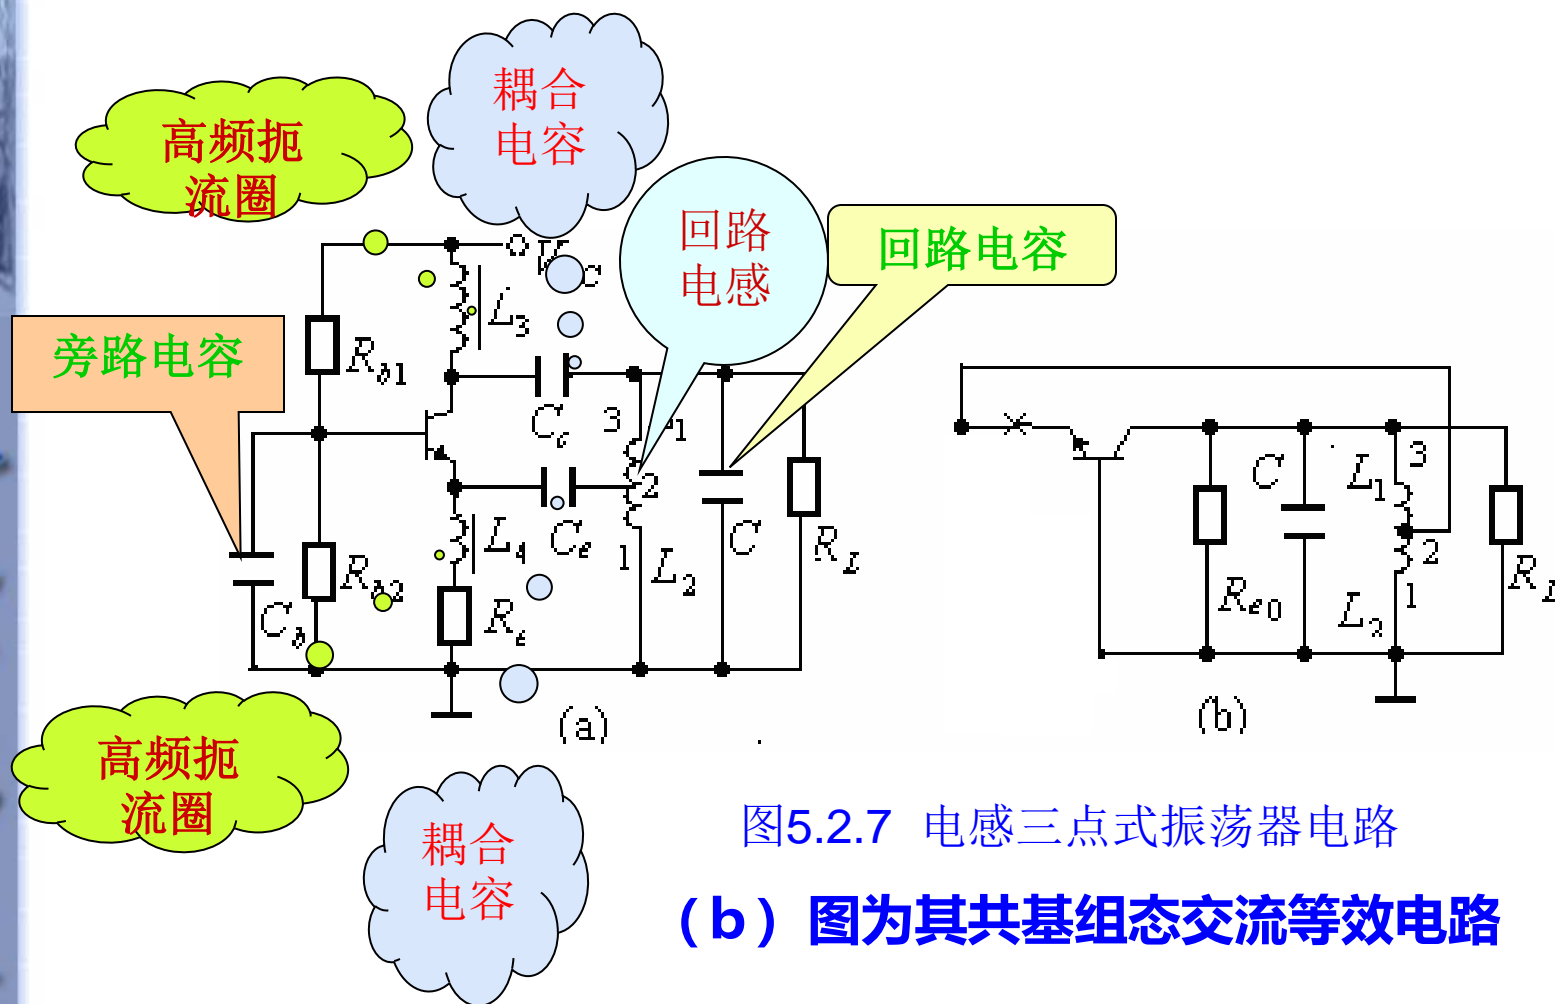 耦合
电容
高频扼
流圈
回路
电感
回路电容
旁路电容
L3
Rb1
Cc
3
2
1
L4
Ce
L2
C
RL
Rb2
Cb
Re
(a)
C
L1
3
2
1
Re0
L2
RL
(b)
高频扼
流圈
耦合
电容
图5.2.7 电感三点式振荡器电路
（b）图为其共基组态交流等效电路